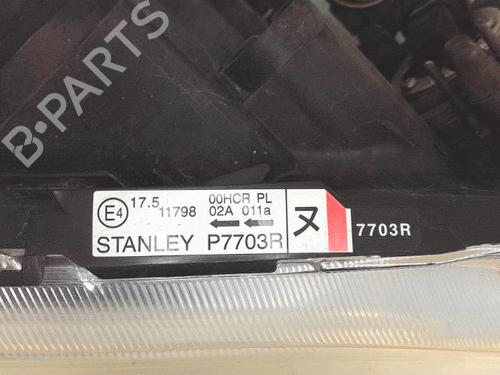 B-PARTS
E4 17.5 11798 00HCR PL
02A 011a
STANLEY P7703R
ヌ
7703R